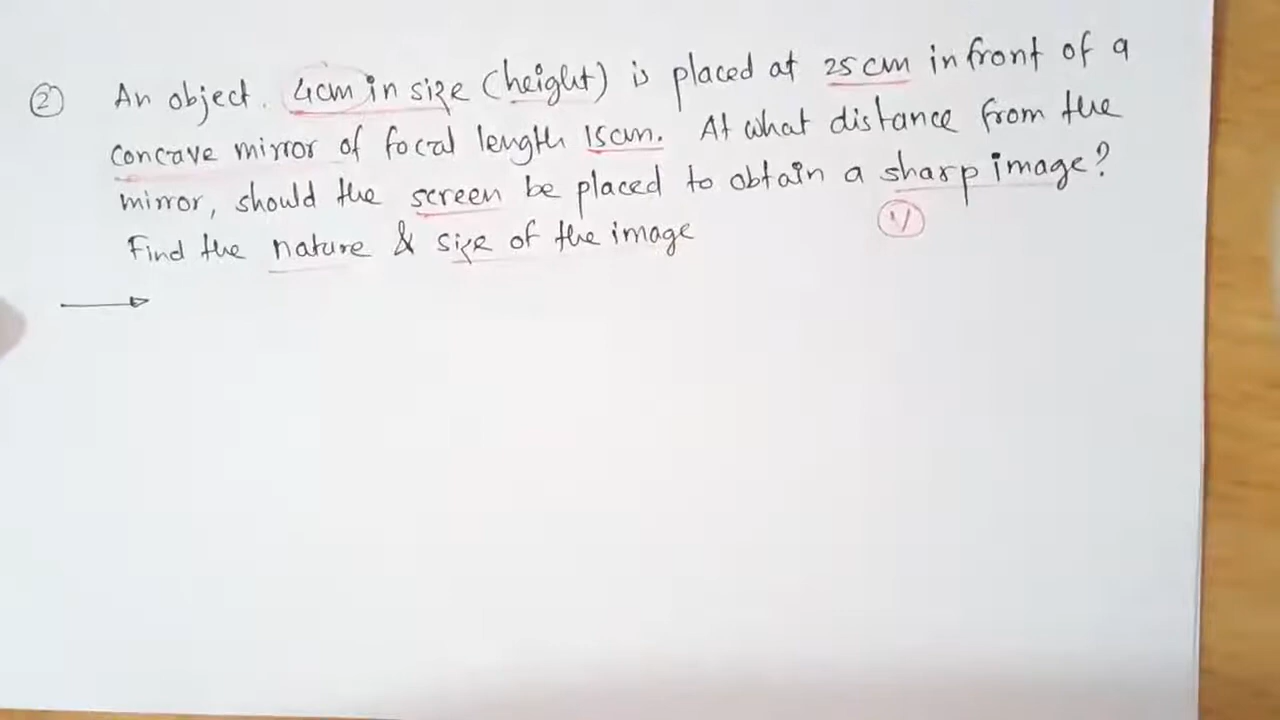 ② An object. 4cm in size (height) is placed at 25 cm infront of a
concave mirror of focal length 15cm. At what distance from the
mirror, should the screen be placed to obtain a sharp image?
Find the nature & size of the image